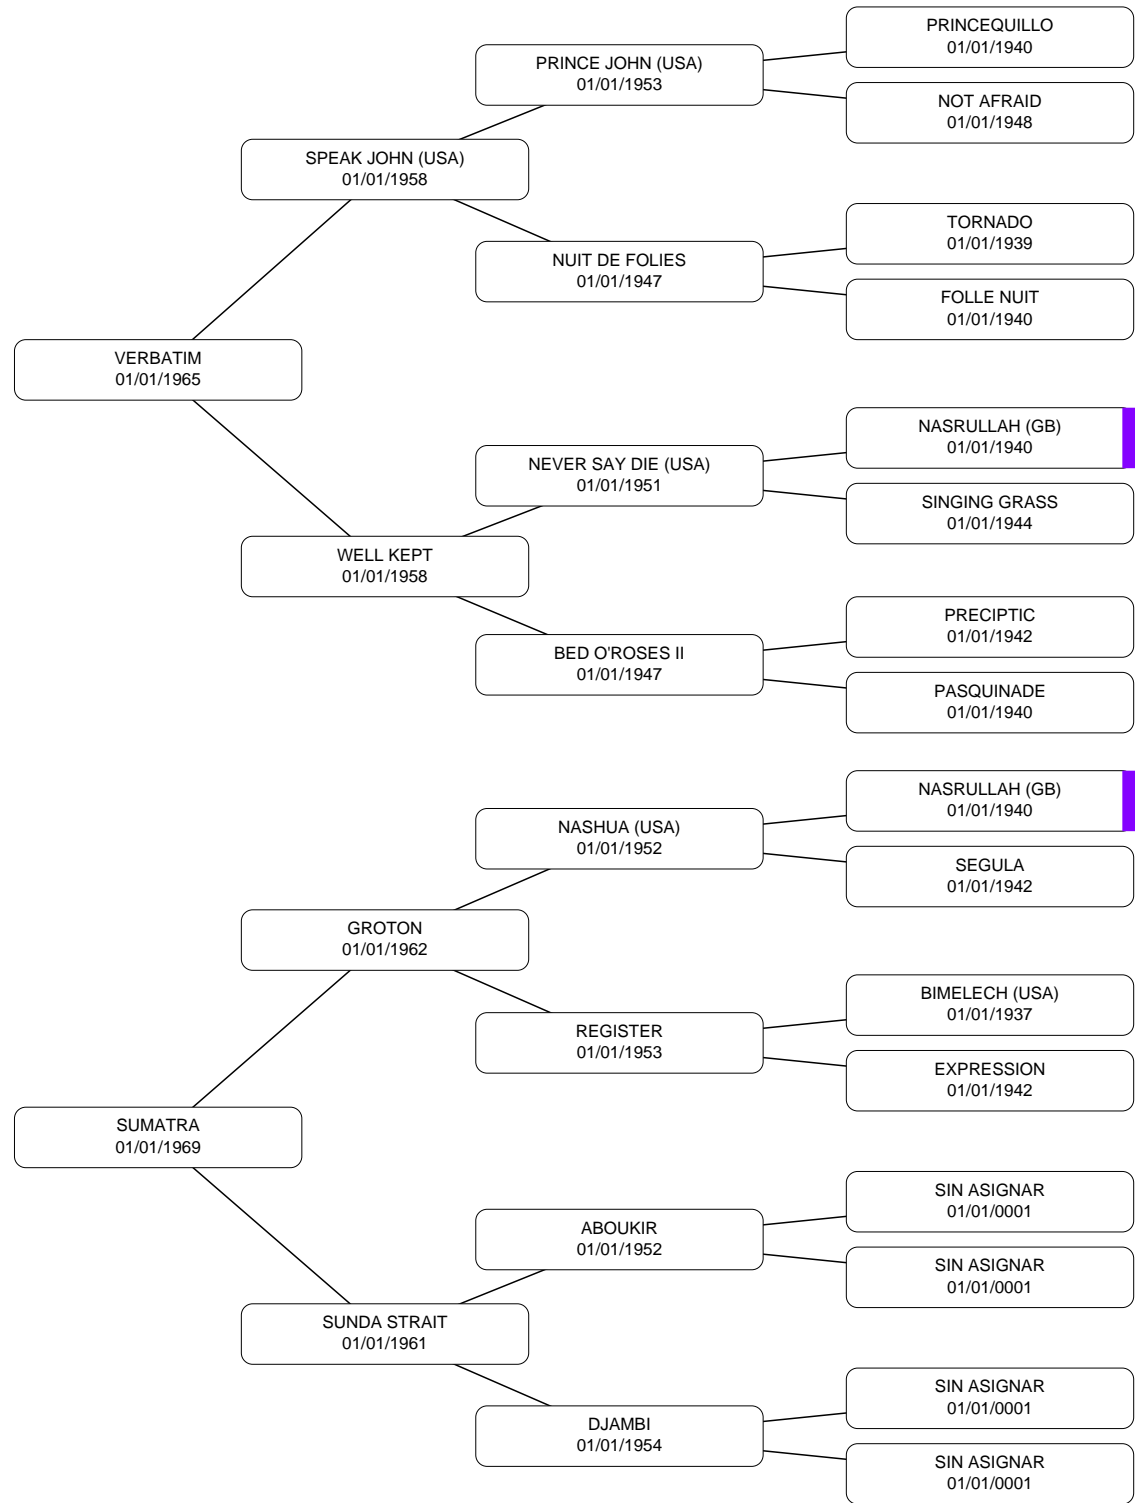 PRINCEQUILLO
01/01/1940
PRINCE JOHN (USA)
01/01/1953
NOT AFRAID
01/01/1948
SPEAK JOHN (USA)
01/01/1958
TORNADO
01/01/1939
NUIT DE FOLIES
01/01/1947
FOLLE NUIT
01/01/1940
VERBATIM
01/01/1965
NASRULLAH (GB)
01/01/1940
NEVER SAY DIE (USA)
01/01/1951
SINGING GRASS
01/01/1944
WELL KEPT
01/01/1958
PRECIPTIC
01/01/1942
BED O'ROSES II
01/01/1947
PASQUINADE
01/01/1940
NASRULLAH (GB)
01/01/1940
NASHUA (USA)
01/01/1952
SEGULA
01/01/1942
GROTON
01/01/1962
BIMELECH (USA)
01/01/1937
REGISTER
01/01/1953
EXPRESSION
01/01/1942
SUMATRA
01/01/1969
SIN ASIGNAR
01/01/0001
ABOUKIR
01/01/1952
SIN ASIGNAR
01/01/0001
SUNDA STRAIT
01/01/1961
SIN ASIGNAR
01/01/0001
DJAMBI
01/01/1954
SIN ASIGNAR
01/01/0001